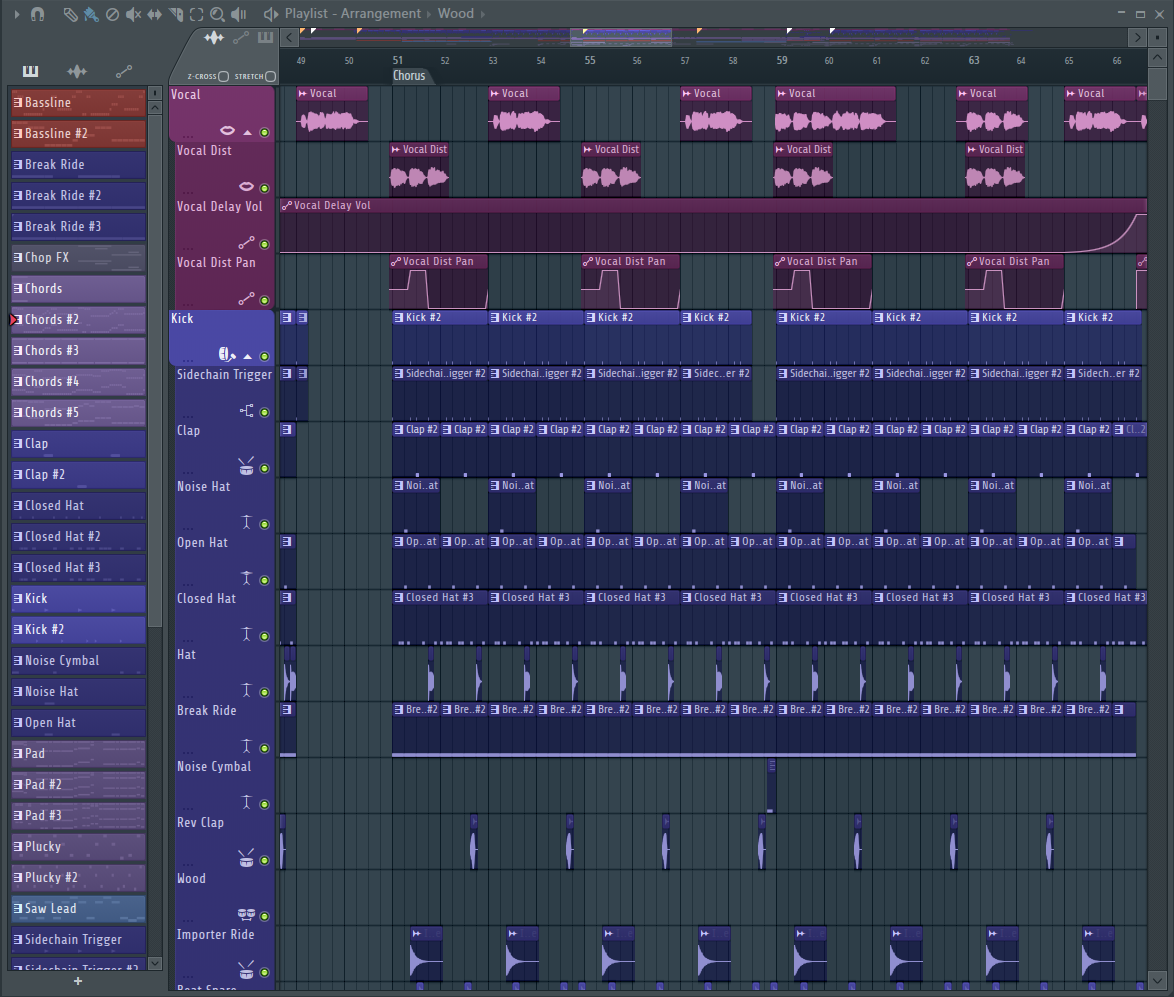 Playlist - Arrangement › Wood ›
Z-CROSS STRETCH
49 50 51 52 53 54 55 56 57 58 59 60 61 62 63 64 65 66
Chorus
Bassline
Bassline #2
Break Ride
Break Ride #2
Break Ride #3
Chop FX
Chords
Chords #2
Chords #3
Chords #4
Chords #5
Clap
Clap #2
Closed Hat
Closed Hat #2
Closed Hat #3
Kick
Kick #2
Noise Cymbal
Noise Hat
Open Hat
Pad
Pad #2
Pad #3
Plucky
Plucky #2
Saw Lead
Sidechain Trigger
Sidechain Trigger #2
+
Vocal
Vocal Vocal Vocal Vocal Vocal Vocal
Vocal Dist
Vocal Dist Vocal Dist Vocal Dist Vocal Dist
Vocal Delay Vol
Vocal Delay Vol
Vocal Dist Pan
Vocal Dist Pan Vocal Dist Pan Vocal Dist Pan Vocal Dist Pan
Kick
Kick #2 Kick #2 Kick #2 Kick #2 Kick #2 Kick #2 Kick #2 Kick #2
Sidechain Trigger
Sidechai..igger #2 Sidechai..igger #2 Sidechai..igger #2 Sidec..er #2 Sidechai..igger #2 Sidechai..igger #2 Sidechai..igger #2 Sidech..er #2
Clap
Clap #2 Clap #2 Clap #2 Clap #2 Clap #2 Clap #2 Clap #2 Clap #2 Clap #2 Clap #2 Clap #2 Clap #2 Clap #2 Clap #2 Clap #2 Cl..2
Noise Hat
Noi..at Noi..at Noi..at Noi..at Noi..at Noi..at Noi..at Noi..at
Open Hat
Op..at Op..at Op..at Op..at Op..at Op..at Op..at Op..at Op..at Op..at Op..at Op..at Op..at Op..at Op..at
Closed Hat
Closed Hat #3 Closed Hat #3 Closed Hat #3 Closed Hat #3 Closed Hat #3 Closed Hat #3 Closed Hat #3 Closed Hat #3
Hat
Break Ride
Bre..#2 Bre..#2 Bre..#2 Bre..#2 Bre..#2 Bre..#2 Bre..#2 Bre..#2 Bre..#2 Bre..#2 Bre..#2 Bre..#2 Bre..#2 Bre..#2 Bre..#2
Noise Cymbal
Rev Clap
Wood
Importer Ride
Beat Snare